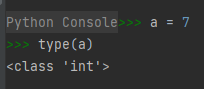 Python Console>>> a = 7
>>> type(a)
<class 'int'>